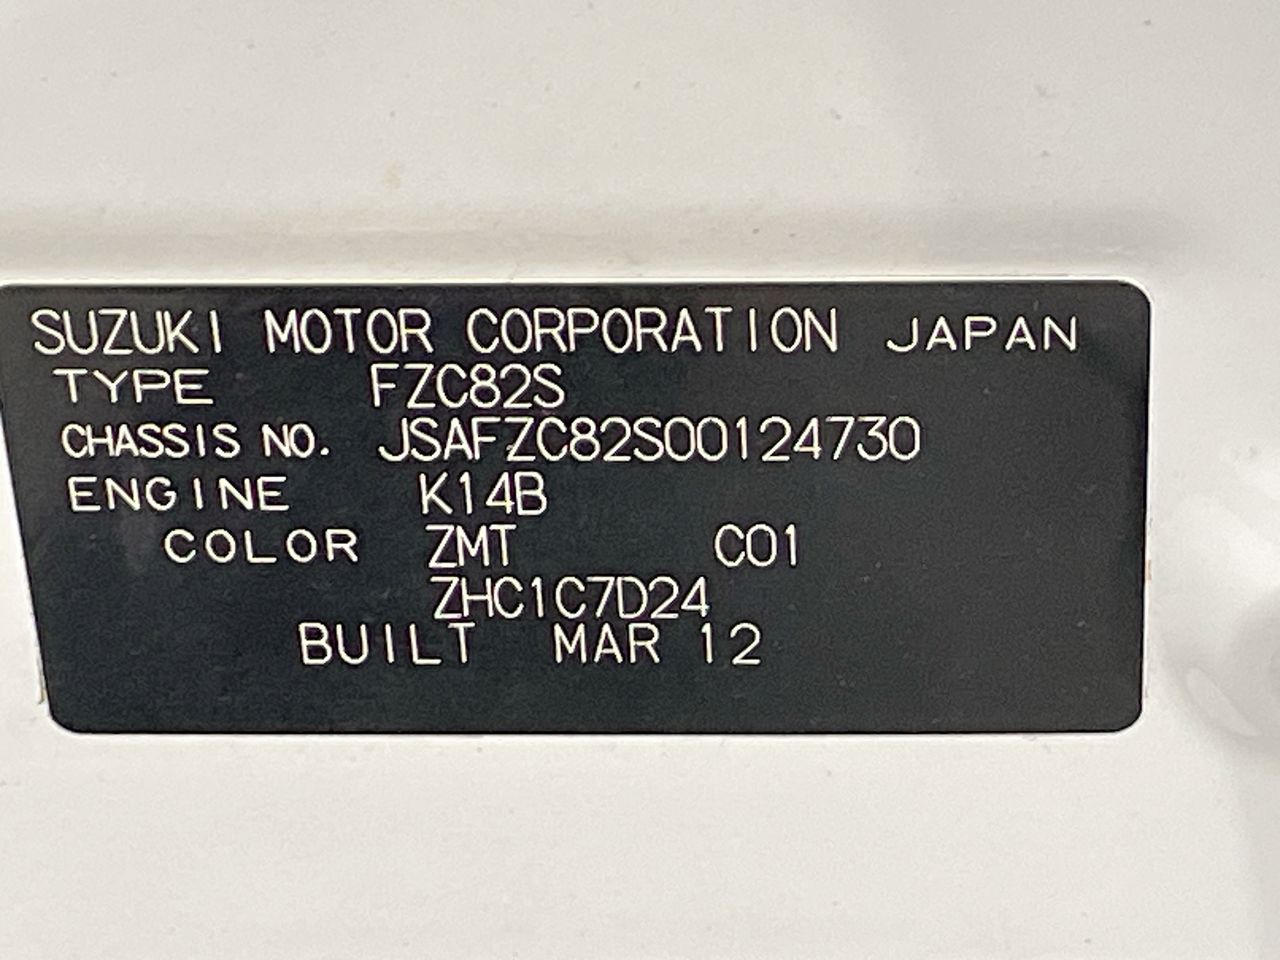 SUZUKI MOTOR CORPORATION JAPAN
TYPE FZC82S
CHASSIS NO. JSAFZC82S00124730
ENGINE K14B
COLOR ZMT C01
ZHC1C7D24
BUILT MAR 12